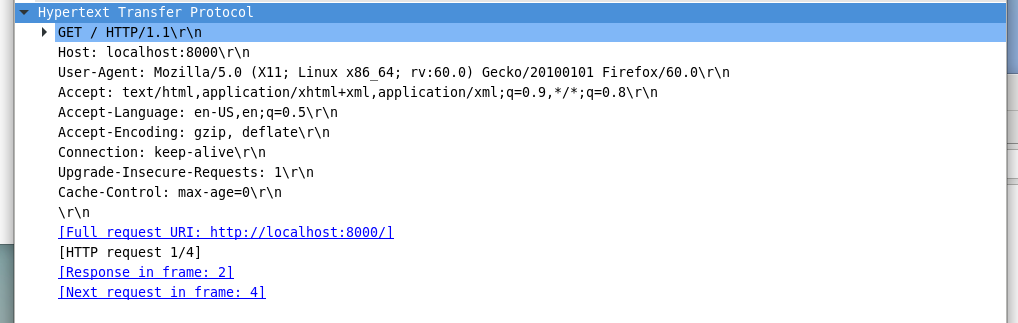 Hypertext Transfer Protocol
GET / HTTP/1.1\r\n
Host: localhost:8000\r\n
User-Agent: Mozilla/5.0 (X11; Linux x86_64; rv:60.0) Gecko/20100101 Firefox/60.0\r\n
Accept: text/html,application/xhtml+xml,application/xml;q=0.9,*/*;q=0.8\r\n
Accept-Language: en-US,en;q=0.5\r\n
Accept-Encoding: gzip, deflate\r\n
Connection: keep-alive\r\n
Upgrade-Insecure-Requests: 1\r\n
Cache-Control: max-age=0\r\n
\r\n
[Full request URI: http://localhost:8000/]
[HTTP request 1/4]
[Response in frame: 2]
[Next request in frame: 4]